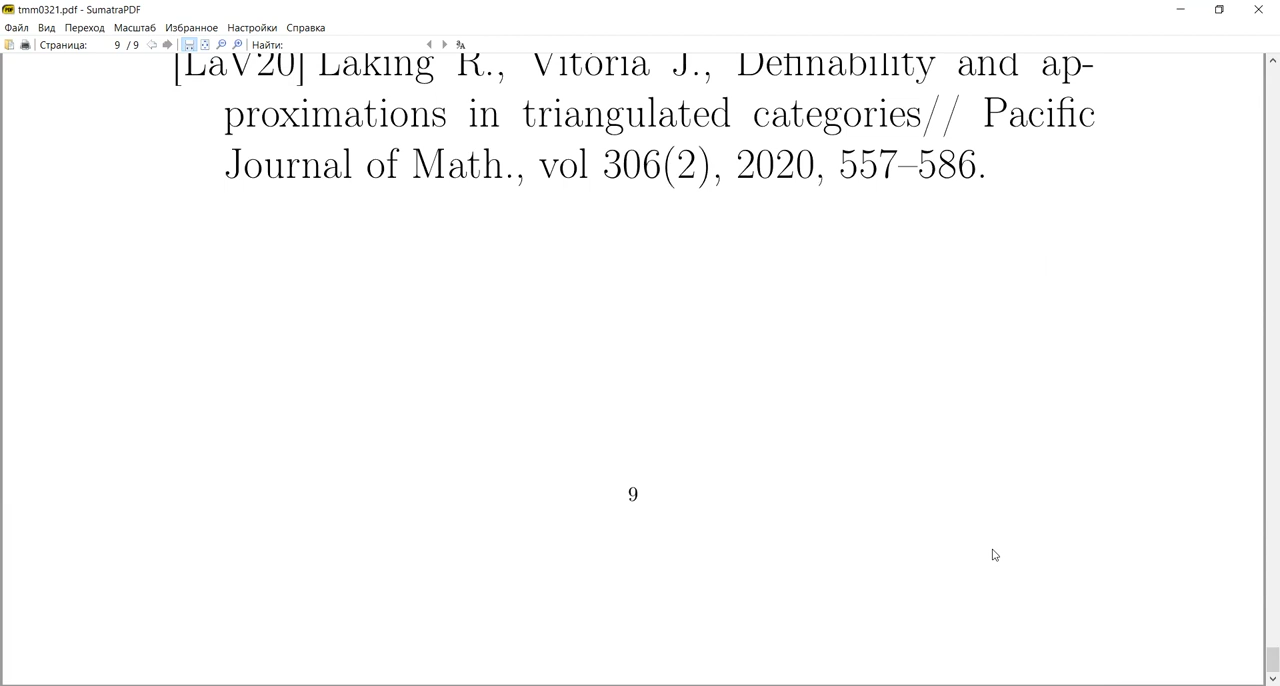 tmm0321.pdf - SumatraPDF
Файл Вид Переход Масштаб Избранное Настройки Справка
Страница: 9 / 9 Найти:
[LaV20] Laking R., Vitória J., Definability and ap-
proximations in triangulated categories// Pacific
Journal of Math., vol 306(2), 2020, 557–586.
9